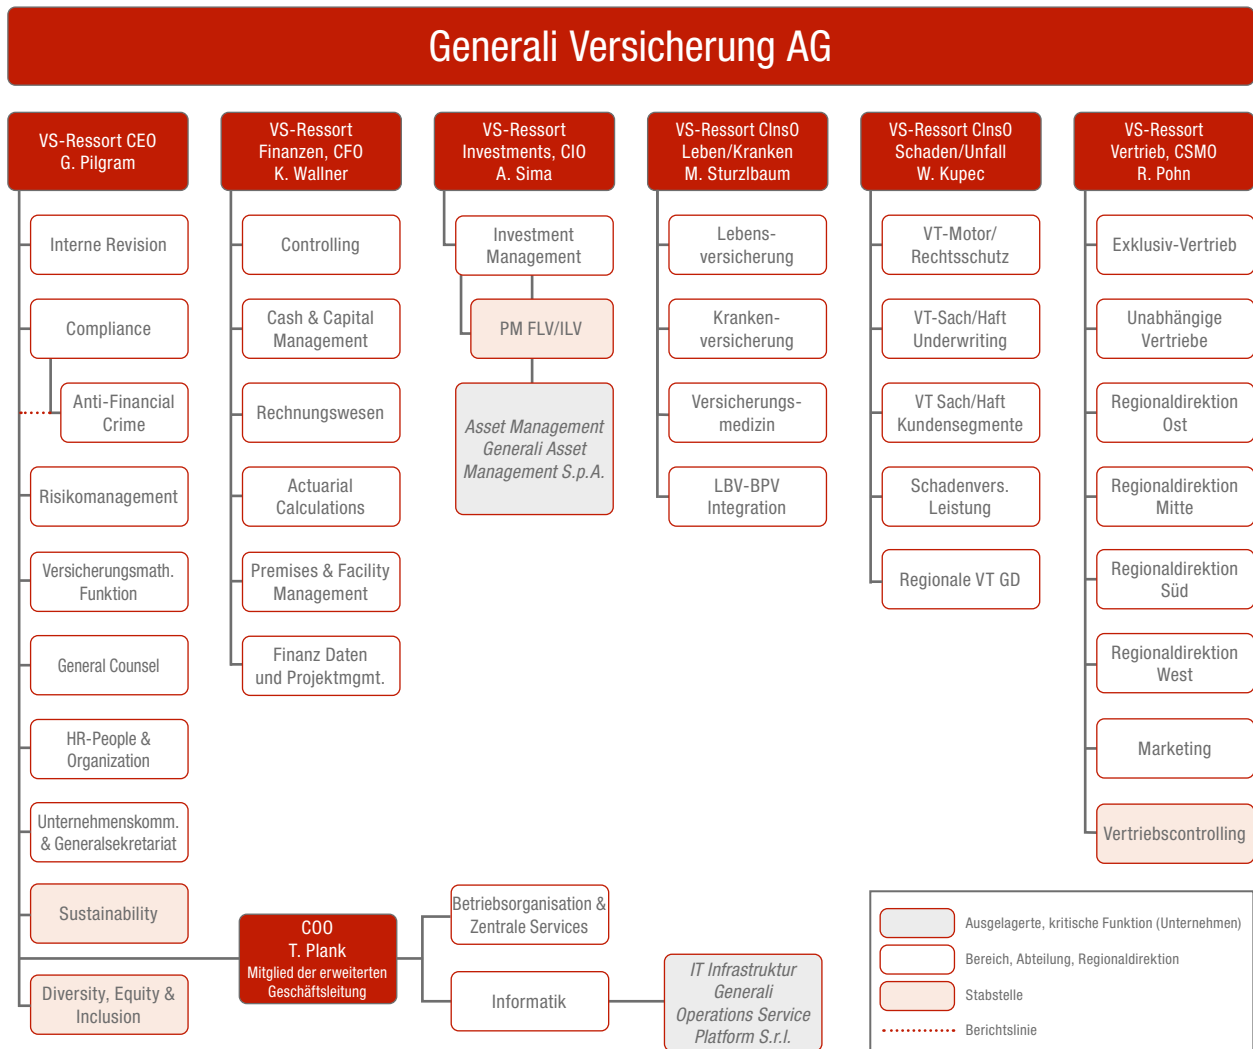 Generali Versicherung AG
VS-Ressort CEO
G. Pilgram
Interne Revision
Compliance
Anti-Financial
Crime
Risikomanagement
Versicherungsmath.
Funktion
General Counsel
HR-People &
Organization
Unternehmenskomm.
& Generalsekretariat
Sustainability
Diversity, Equity &
Inclusion
VS-Ressort
Finanzen, CFO
K. Wallner
Controlling
Cash & Capital
Management
Rechnungswesen
Actuarial
Calculations
Premises & Facility
Management
Finanz Daten
und Projektmgmt.
VS-Ressort
Investments, CIO
A. Sima
Investment
Management
PM FLV/ILV
Asset Management
Generali Asset
Management S.p.A.
VS-Ressort CInsO
Leben/Kranken
M. Sturzlbaum
Lebens-
versicherung
Kranken-
versicherung
Versicherungs-
medizin
LBV-BPV
Integration
VS-Ressort CInsO
Schaden/Unfall
W. Kupec
VT-Motor/
Rechtsschutz
VT-Sach/Haft
Underwriting
VT Sach/Haft
Kundensegmente
Schadenvers.
Leistung
Regionale VT GD
VS-Ressort
Vertrieb, CSMO
R. Pohn
Exklusiv-Vertrieb
Unabhängige
Vertriebe
Regionaldirektion
Ost
Regionaldirektion
Mitte
Regionaldirektion
Süd
Regionaldirektion
West
Marketing
Vertriebscontrolling
COO
T. Plank
Mitglied der erweiterten
Geschäftsleitung
Betriebsorganisation &
Zentrale Services
Informatik
IT Infrastruktur
Generali
Operations Service
Platform S.r.l.
Ausgelagerte, kritische Funktion (Unternehmen)
Bereich, Abteilung, Regionaldirektion
Stabstelle
Berichtslinie